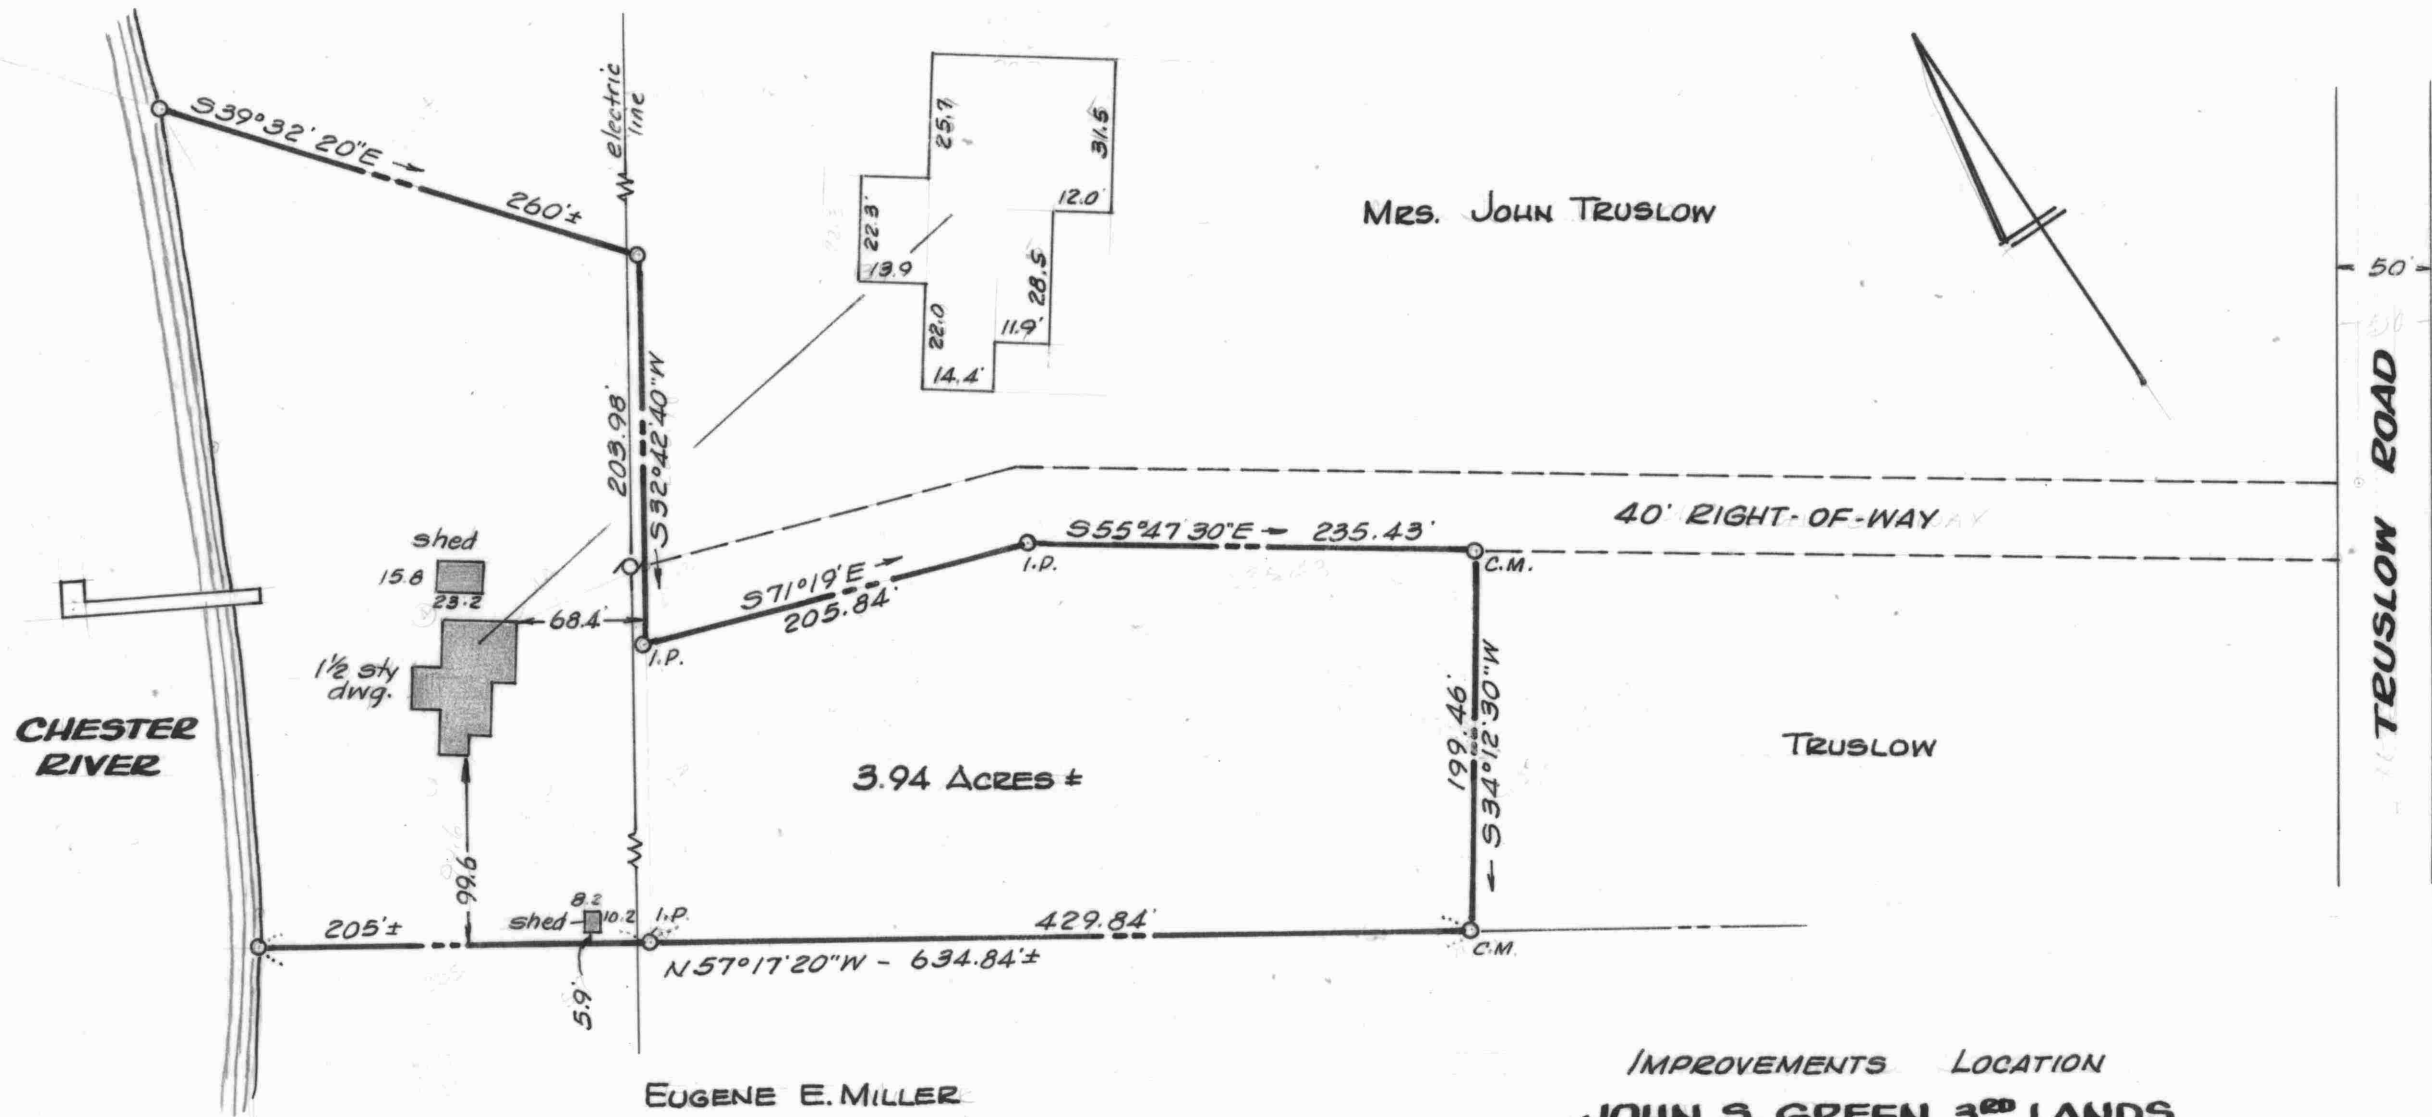 S39°32'20"E
260'±
electric
line
25.7
31.5
22.3'
13.9
12.0'
28.5
22.0
11.9'
14.4'
MRS. JOHN TRUSLOW
50'
TRUSLOW ROAD
203.98'
S32°42'40"W
40' RIGHT-OF-WAY
S55°47'30"E
235.43'
I.P.
C.M.
S71°19'E
205.84'
shed
15.8
23.2
68.4'
I.P.
1½ sty
dwg.
CHESTER
RIVER
199.46'
S34°12'30"W
TRUSLOW
3.94 ACRES ±
99.6
8.2
shed
10.2
I.P.
205'±
5.9'
429.84'
N57°17'20"W - 634.84'±
C.M.
EUGENE E. MILLER
IMPROVEMENTS LOCATION
JOHN S. GREEN 3RD LANDS